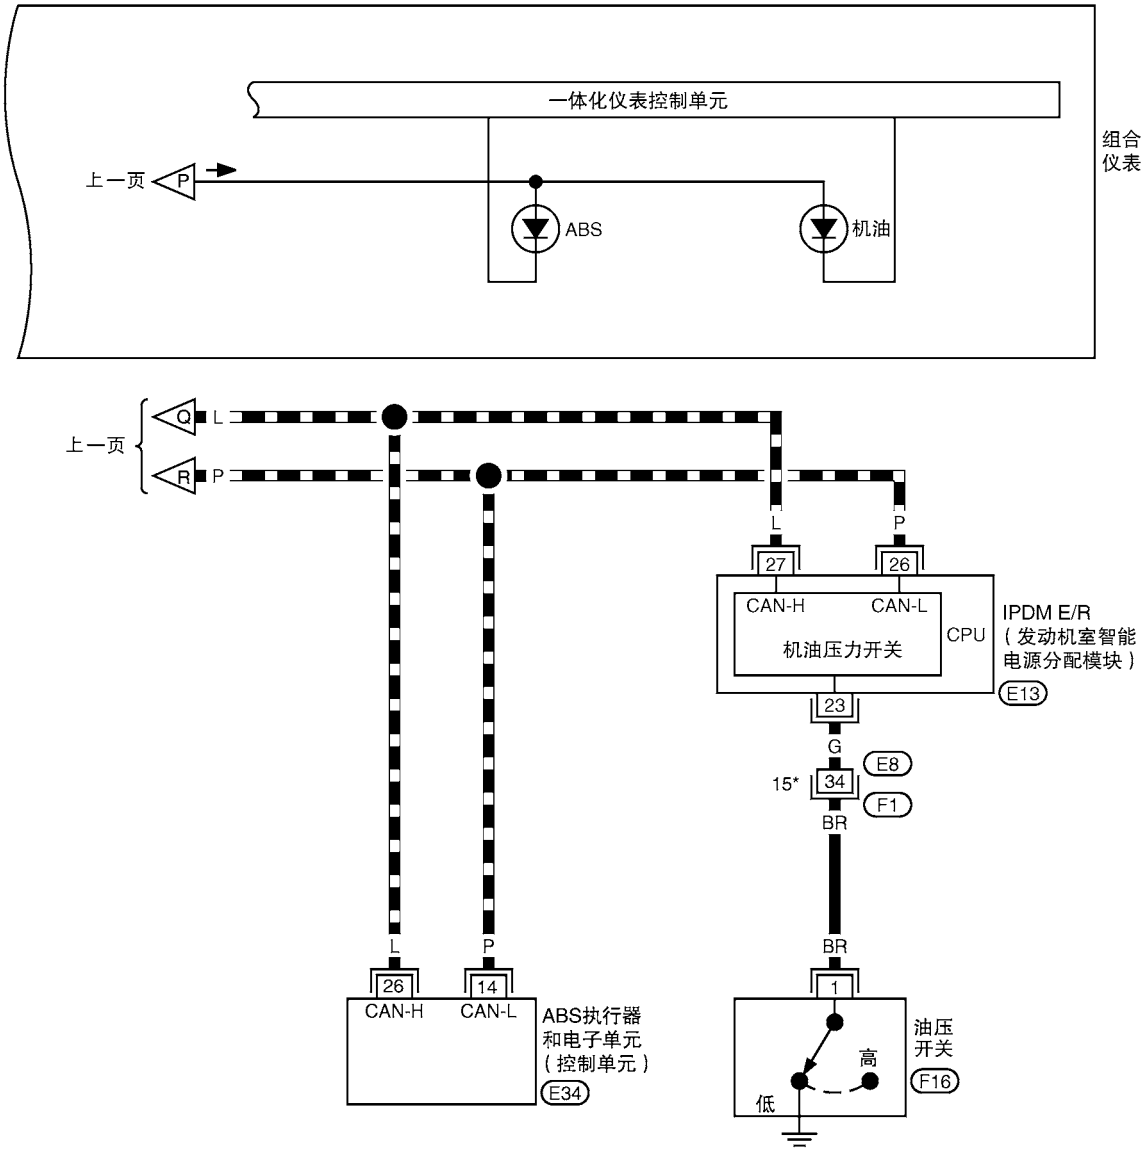 一体化仪表控制单元
组合
仪表
上一页 P
ABS
机油
上一页
Q L
R P
L
P
27
26
CAN-H
CAN-L
CPU
机油压力开关
IPDM E/R
(发动机室智能
电源分配模块)
E13
23
G
E8
15*
34
F1
BR
L
P
BR
26
14
1
CAN-H
CAN-L
ABS执行器
和电子单元
(控制单元)
E34
油压
开关
高
F16
低